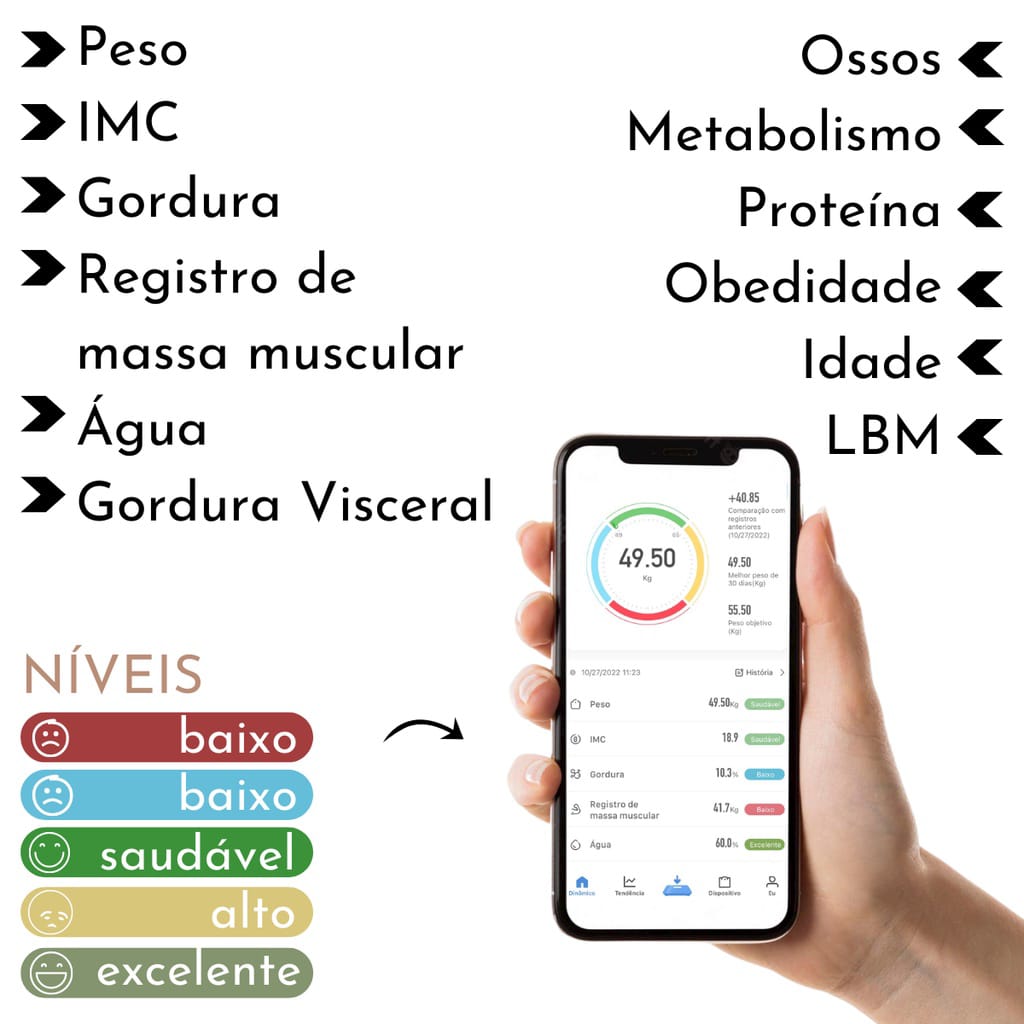 Peso
IMC
Gordura
Registro de
massa muscular
Água
Gordura Visceral
Ossos
Metabolismo
Proteína
Obedidade
Idade
LBM
NÍVEIS
baixo
baixo
saudável
alto
excelente
49
65
49.50
Kg
+40.85
Comparação com
registros
anteriores
(10/27/2022)
49.50
Melhor peso de
30 dias(Kg)
55.50
Peso objetivo
(Kg)
10/27/2022 11:23
História
Peso 49.50Kg Saudável
IMC 18.9 Saudável
Gordura 10.3% Baixo
Registro de
massa muscular 41.7Kg Baixo
Água 60.0% Excelente
Dinâmico Tendência Dispositivo Eu